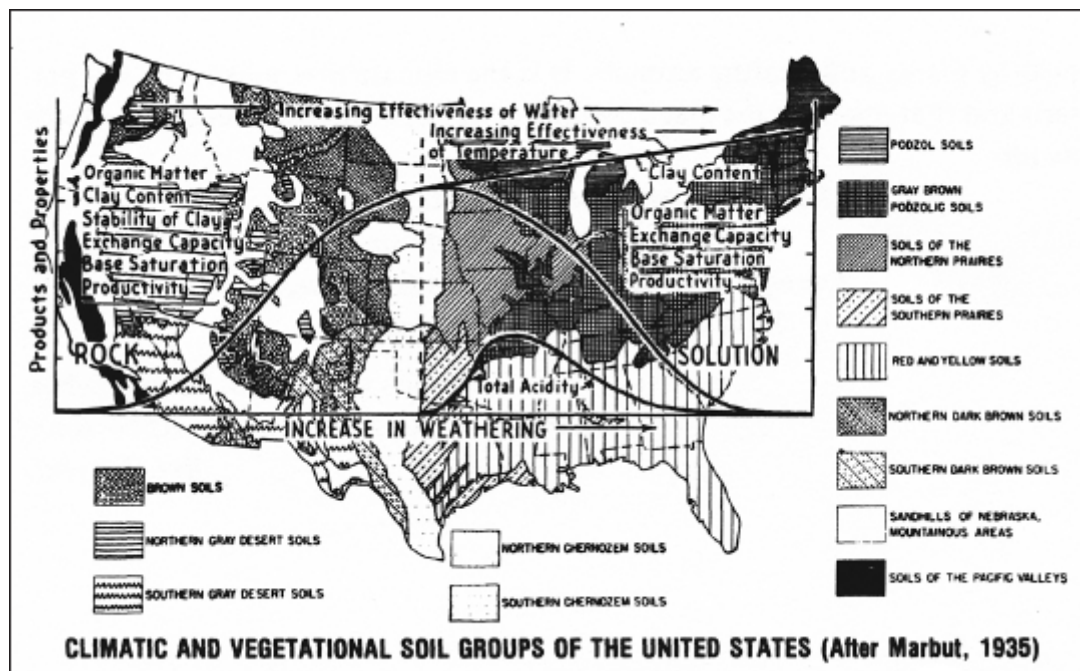 Increasing Effectiveness of Water
Increasing Effectiveness
of Temperature
Organic Matter
Clay Content
Stability of Clay
Exchange Capacity
Base Saturation
Productivity
Clay Content
Organic Matter
Exchange Capacity
Base Saturation
Productivity
Products and Properties
ROCK
SOLUTION
Total Acidity
INCREASE IN WEATHERING
PODZOL SOILS
GRAY BROWN
PODZOLIC SOILS
SOILS OF THE
NORTHERN PRAIRIES
SOILS OF THE
SOUTHERN PRAIRIES
RED AND YELLOW SOILS
NORTHERN DARK BROWN SOILS
SOUTHERN DARK BROWN SOILS
SANDHILLS OF NEBRASKA,
MOUNTAINOUS AREAS
SOILS OF THE PACIFIC VALLEYS
BROWN SOILS
NORTHERN GRAY DESERT SOILS
SOUTHERN GRAY DESERT SOILS
NORTHERN CHERNOZEM SOILS
SOUTHERN CHERNOZEM SOILS
CLIMATIC AND VEGETATIONAL SOIL GROUPS OF THE UNITED STATES (After Marbut, 1935)